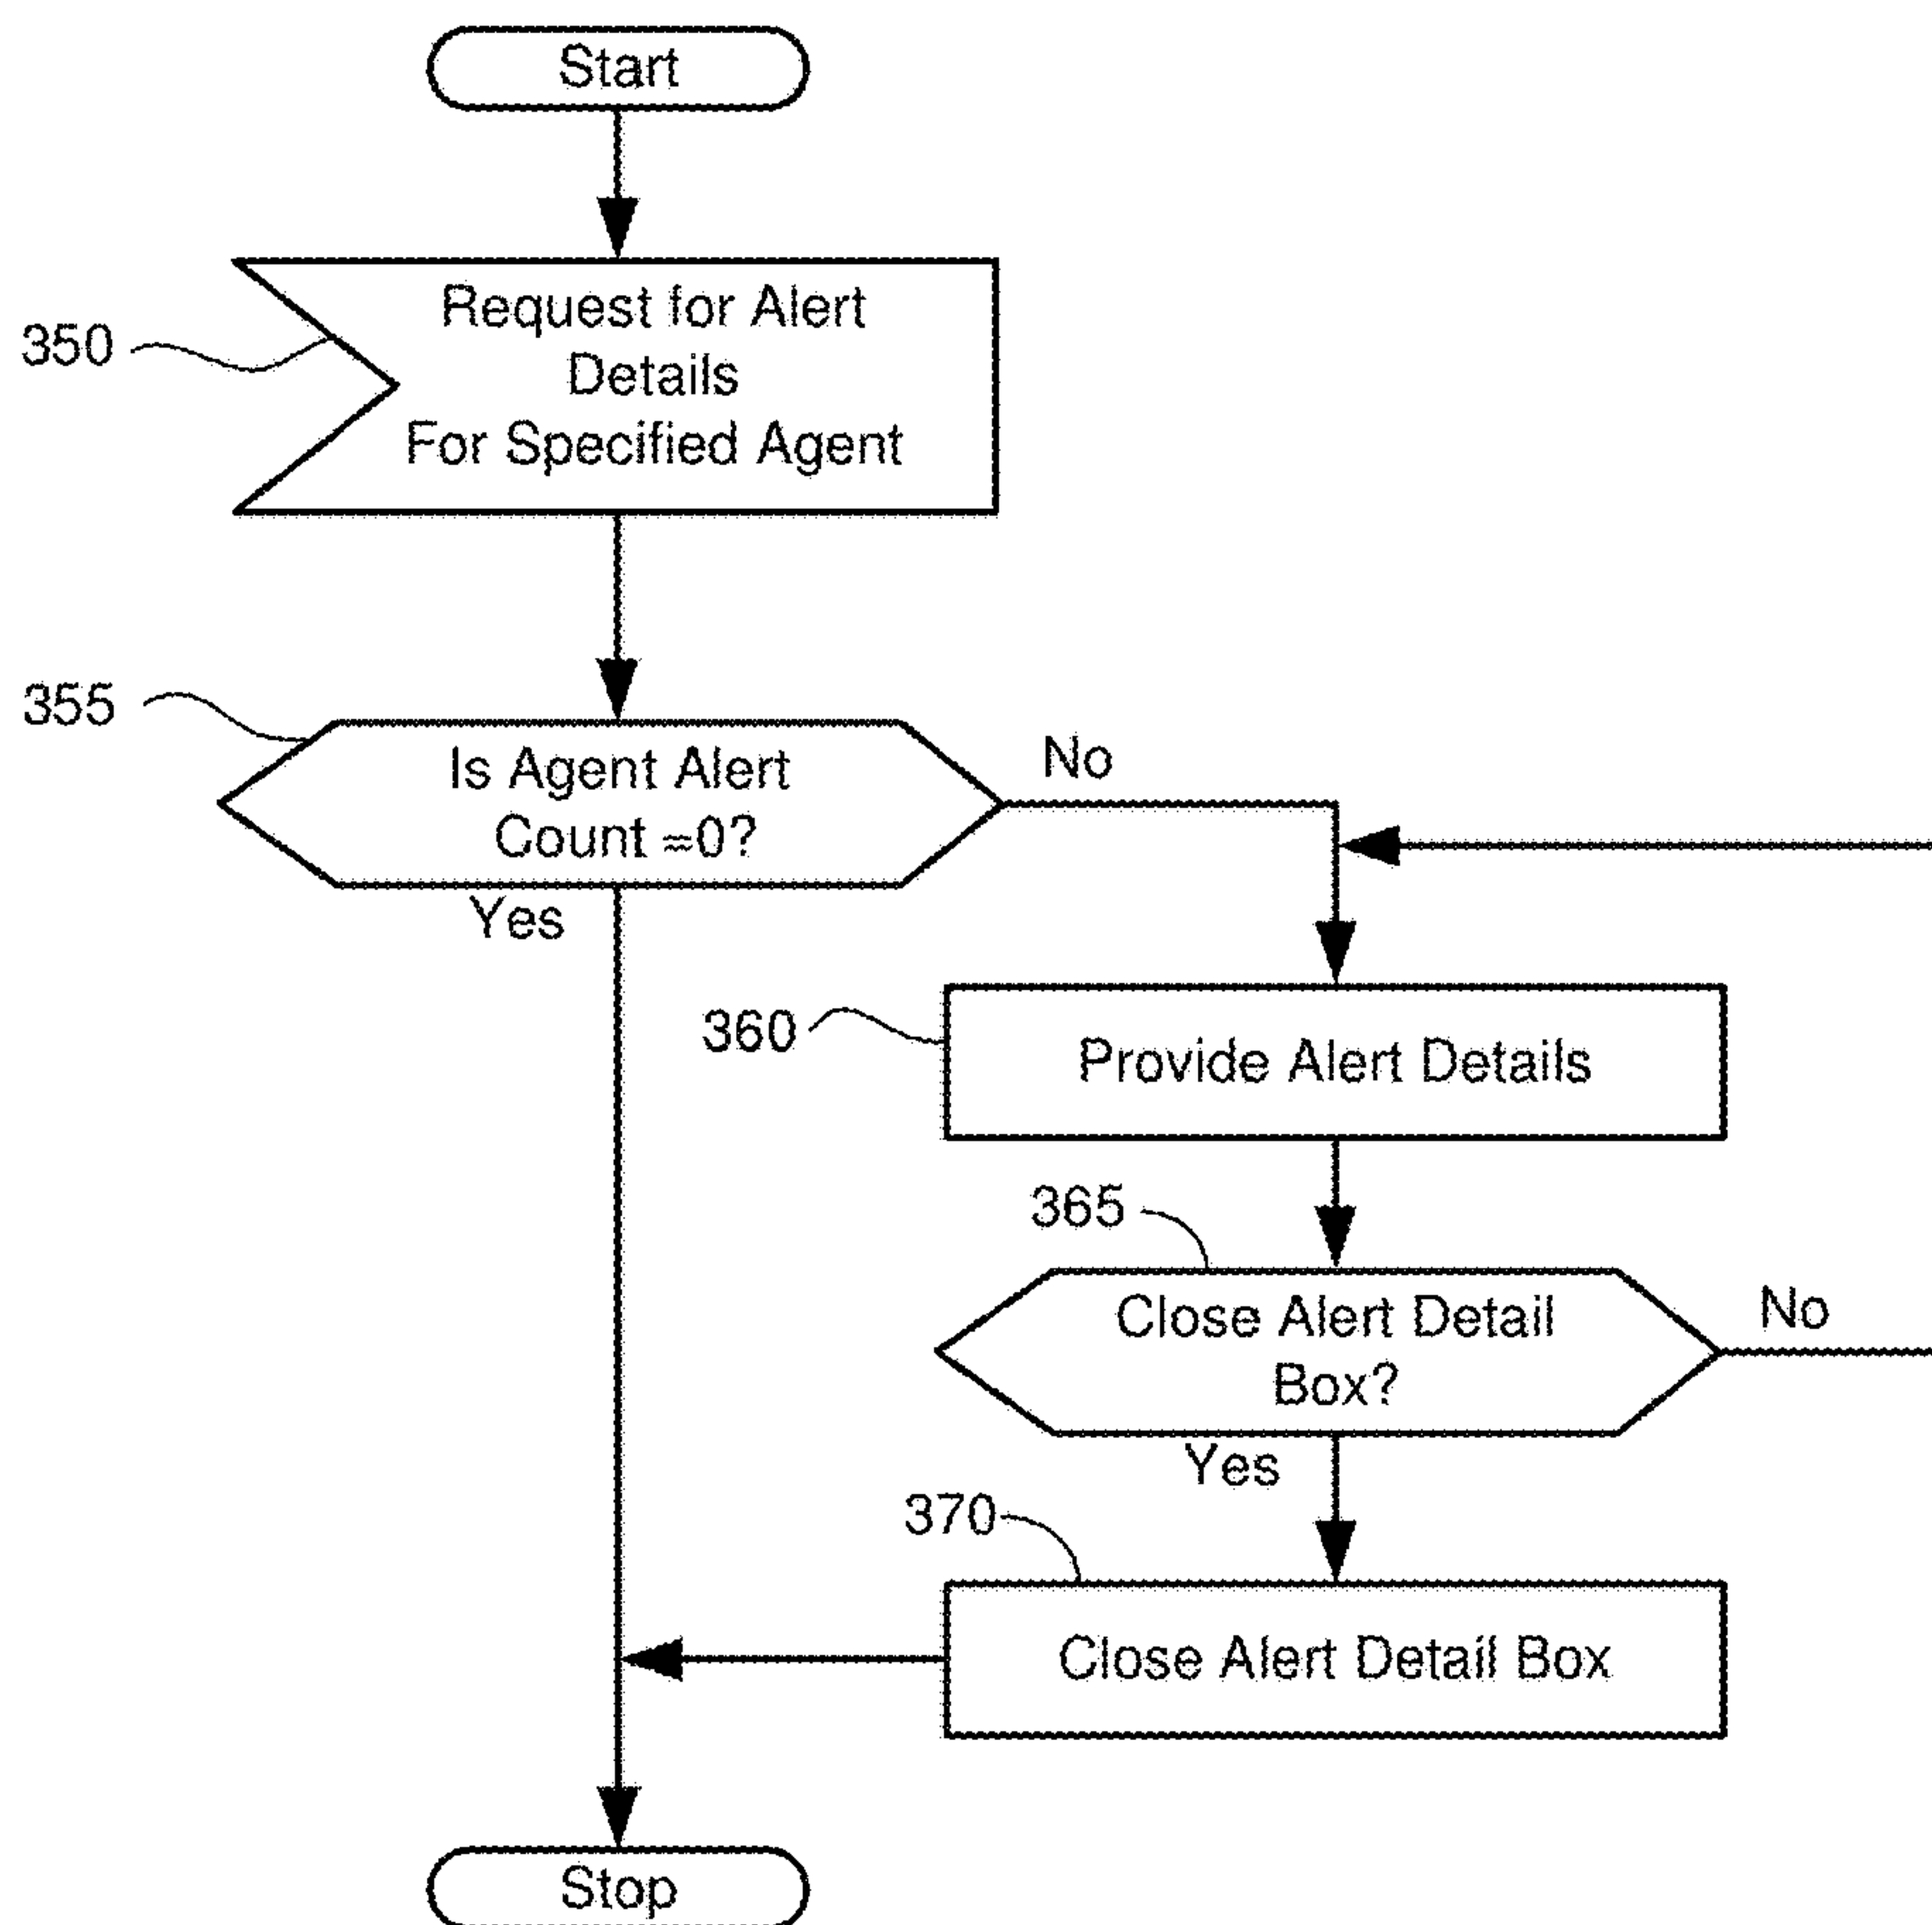 Start
350
Request for Alert
Details
For Specified Agent
355
Is Agent Alert
Count =0?
No
Yes
360
Provide Alert Details
365
Close Alert Detail
Box?
No
Yes
370
Close Alert Detail Box
Stop